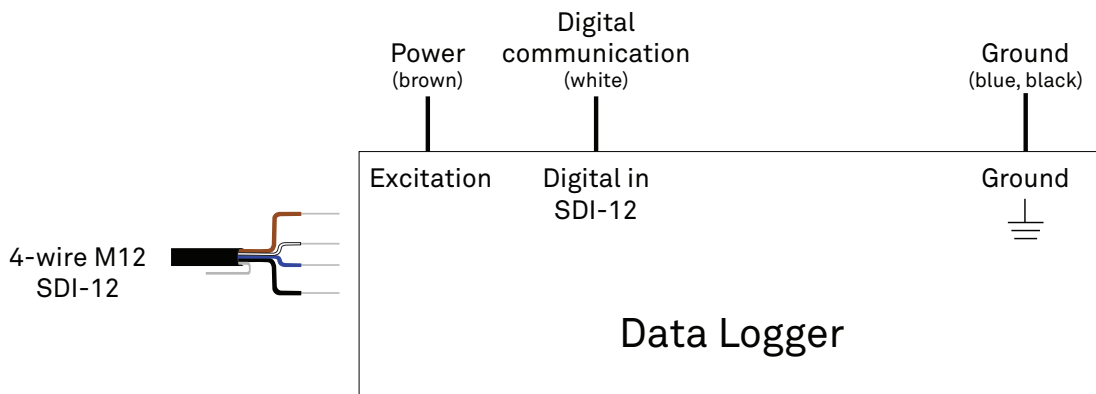 Power
(brown)
Digital
communication
(white)
Ground
(blue, black)
Excitation
Digital in
SDI-12
Ground
4-wire M12
SDI-12
Data Logger